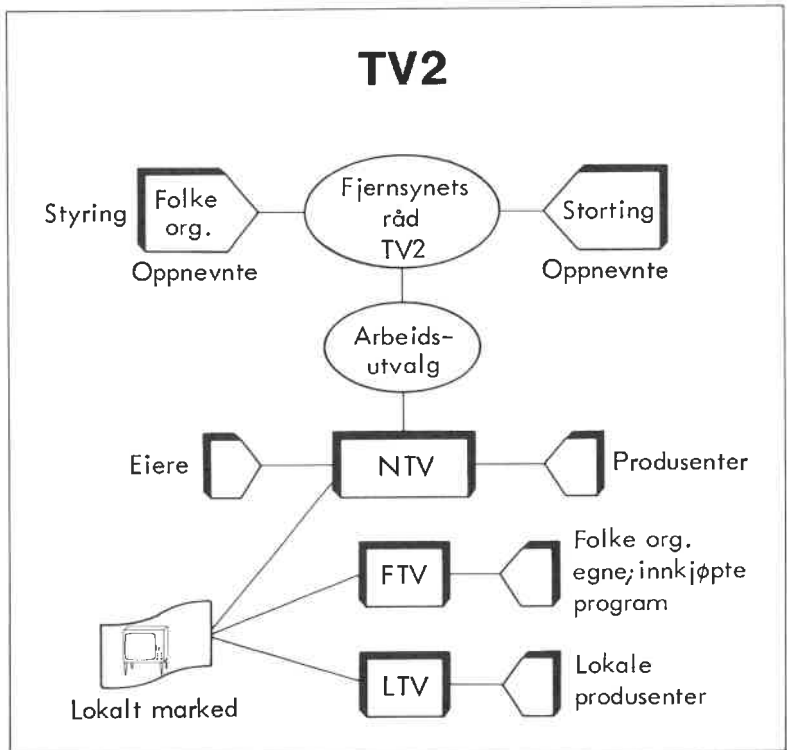 TV2
Styring
Folke
org.
Oppnevnte
Fjernsynets
råd
TV2
Storting
Oppnevnte
Arbeids-
utvalg
Eiere
NTV
Produsenter
FTV
Folke org.
egne; innkjøpte
program
Lokalt marked
LTV
Lokale
produsenter